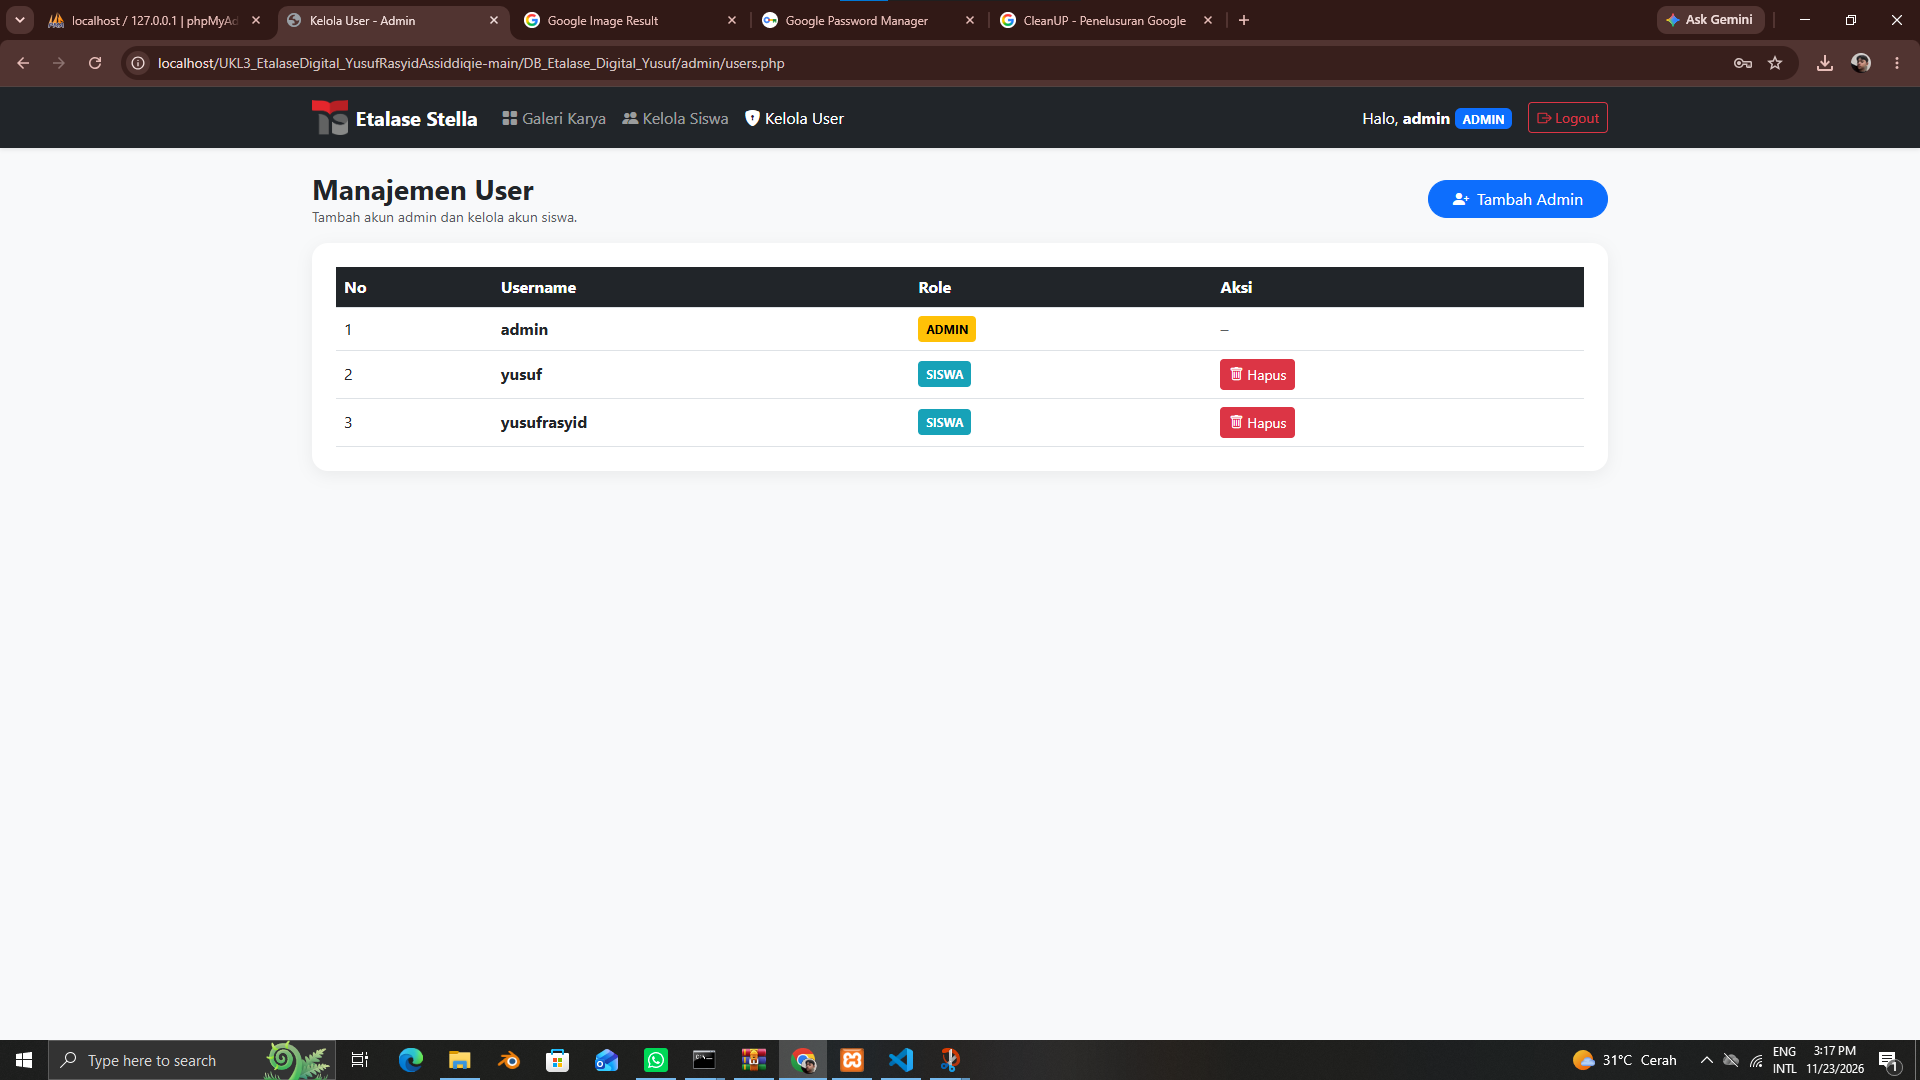 localhost / 127.0.0.1 | phpMyAd
Kelola User - Admin
Google Image Result
Google Password Manager
CleanUP - Penelusuran Google
Ask Gemini
localhost/UKL3_EtalaseDigital_YusufRasyidAssiddiqie-main/DB_Etalase_Digital_Yusuf/admin/users.php
Etalase Stella
Galeri Karya
Kelola Siswa
Kelola User
Halo, admin ADMIN
Logout
Manajemen User
Tambah akun admin dan kelola akun siswa.
Tambah Admin
No Username Role Aksi
1 admin ADMIN –
2 yusuf SISWA Hapus
3 yusufrasyid SISWA Hapus
Type here to search
31°C Cerah
ENG
INTL
3:17 PM
11/23/2026
1